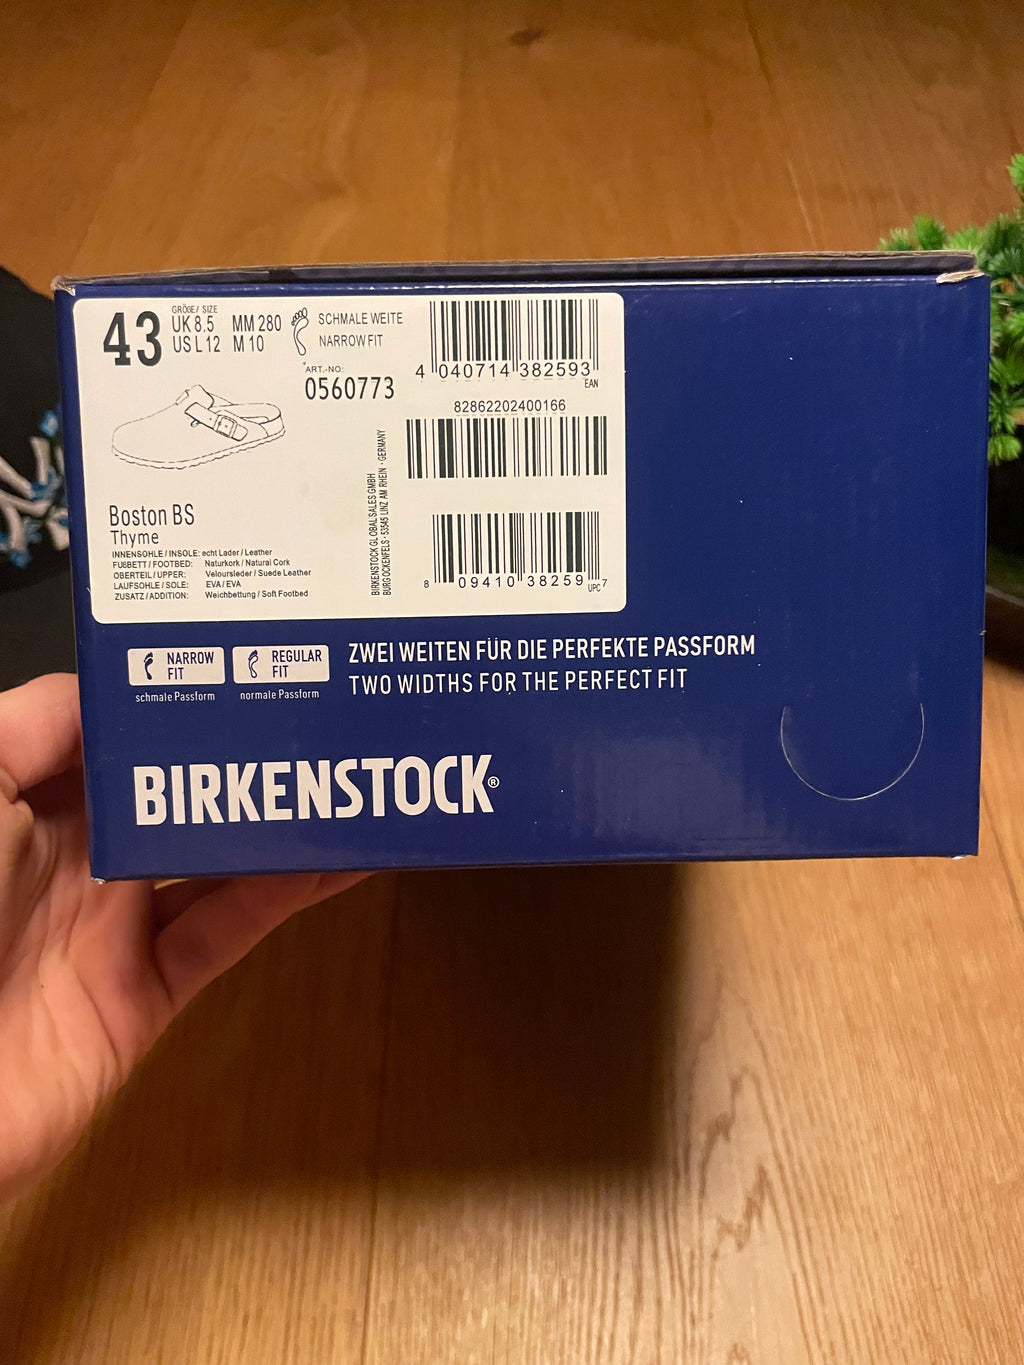 43
GRÖßE / SIZE
UK 8.5 MM 280
US L 12 M 10
SCHMALE WEITE
NARROW FIT
ART.-NO:
0560773
4 040714 382593
EAN
82862202400166
BIRKENSTOCK GLOBAL SALES GMBH
BURG OCKENFELS · 53545 LINZ AM RHEIN · GERMANY
8 09410 38259 7
UPC
Boston BS
Thyme
INNENSOHLE / INSOLE: echt Lader / Leather
FUßBETT / FOOTBED: Naturkork / Natural Cork
OBERTEIL / UPPER: Veloursleder / Suede Leather
LAUFSOHLE / SOLE: EVA / EVA
ZUSATZ / ADDITION: Weichbettung / Soft Footbed
NARROW FIT
schmale Passform
REGULAR FIT
normale Passform
ZWEI WEITEN FÜR DIE PERFEKTE PASSFORM
TWO WIDTHS FOR THE PERFECT FIT
BIRKENSTOCK®